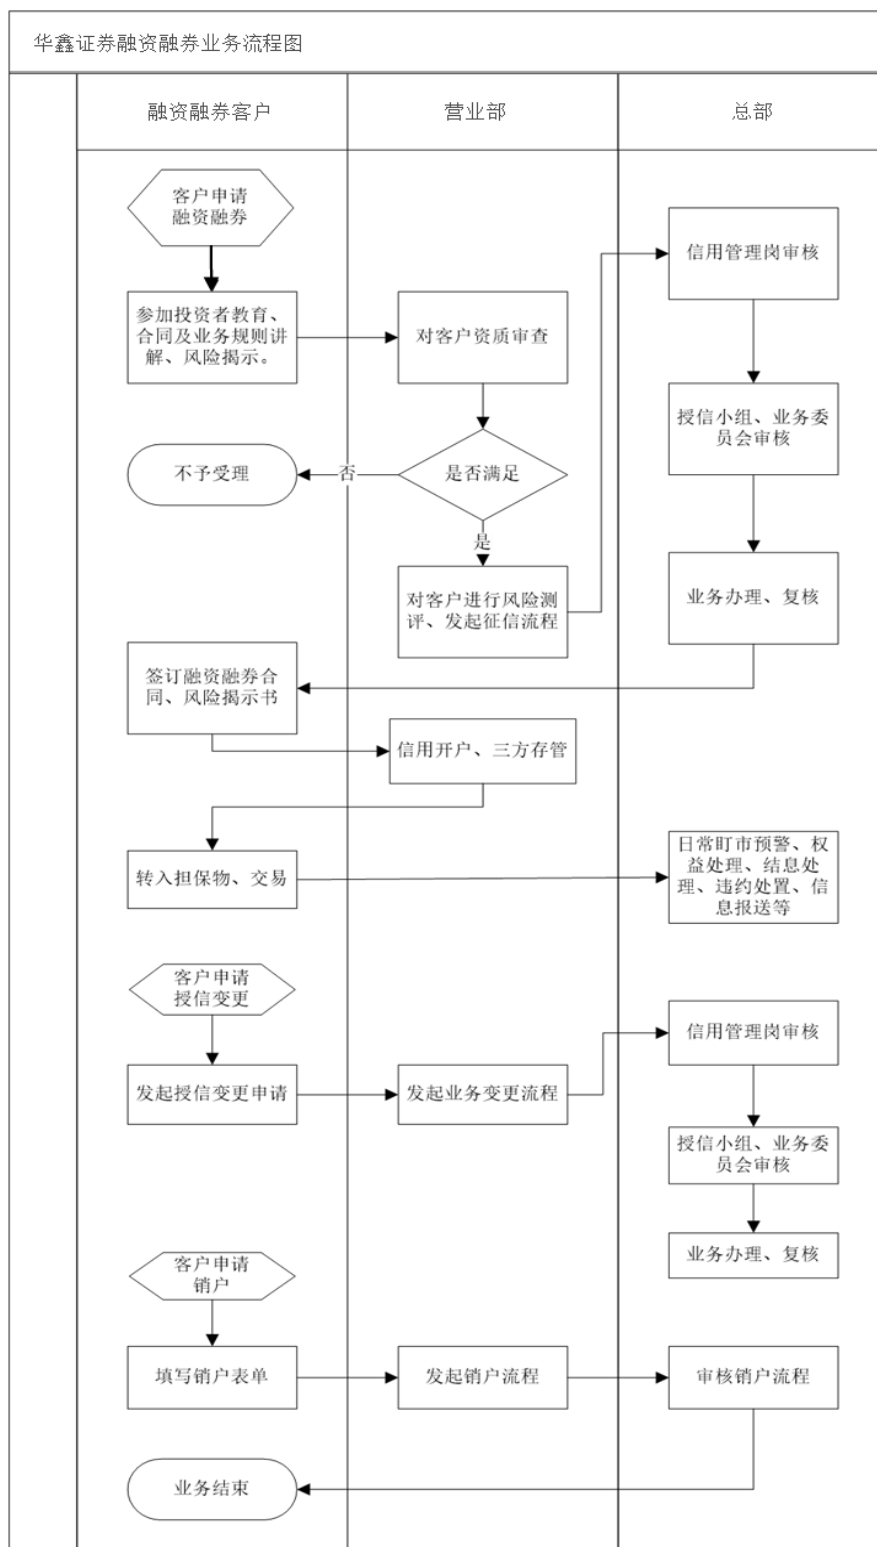 华鑫证券融资融券业务流程图
融资融券客户
营业部
总部
客户申请
融资融券
信用管理岗审核
参加投资者教育、
合同及业务规则讲
解、风险揭示。
对客户资质审查
授信小组、业务委
员会审核
不予受理
否
是否满足
是
对客户进行风险测
评、发起征信流程
业务办理、复核
签订融资融券合
同、风险揭示书
信用开户、三方存管
转入担保物、交易
日常盯市预警、权
益处理、结息处
理、违约处置、信
息报送等
客户申请
授信变更
信用管理岗审核
发起授信变更申请
发起业务变更流程
授信小组、业务委
员会审核
业务办理、复核
客户申请
销户
填写销户表单
发起销户流程
审核销户流程
业务结束